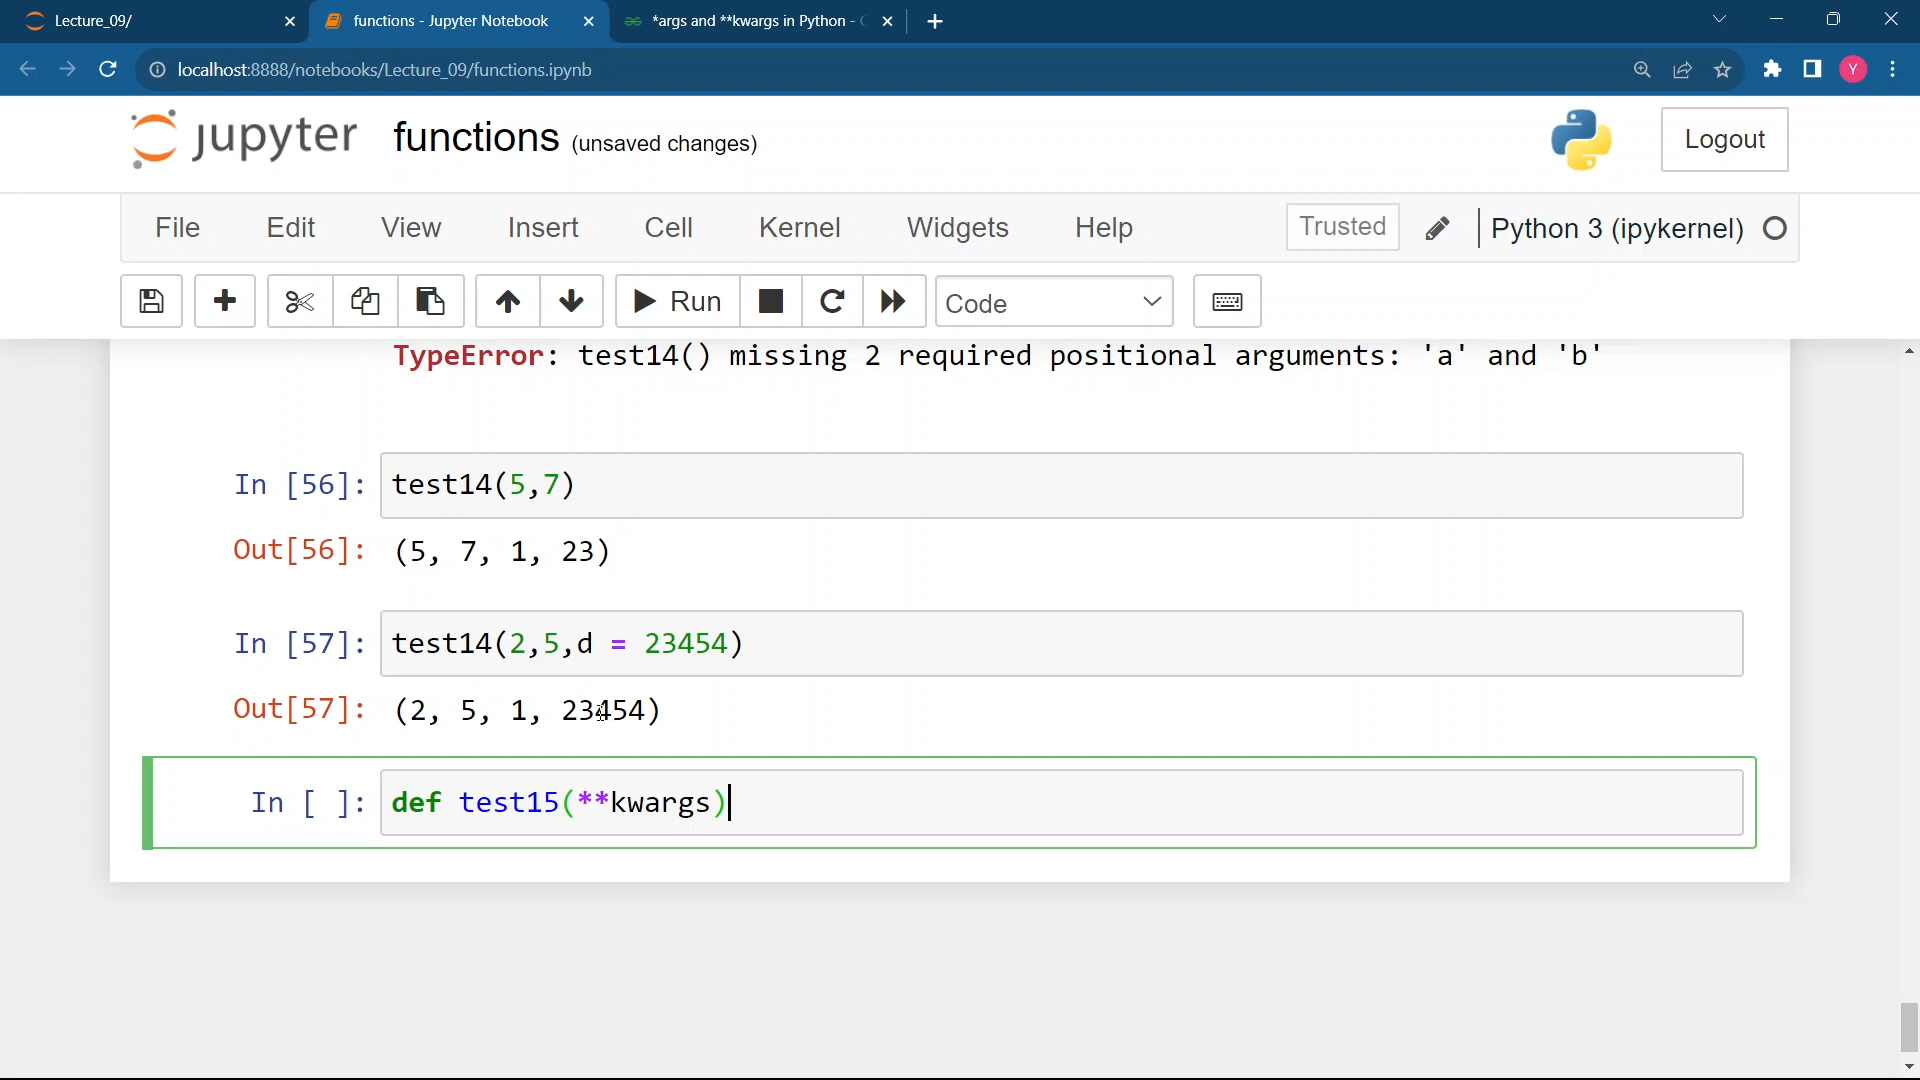 Lecture_09/
functions - Jupyter Notebook
*args and **kwargs in Python -
localhost:8888/notebooks/Lecture_09/functions.ipynb
Y
jupyter functions (unsaved changes)
Logout
File Edit View Insert Cell Kernel Widgets Help Trusted Python 3 (ipykernel)
Run Code
TypeError: test14() missing 2 required positional arguments: 'a' and 'b'
In [56]: test14(5,7)
Out[56]: (5, 7, 1, 23)
In [57]: test14(2,5,d = 23454)
Out[57]: (2, 5, 1, 23454)
In [ ]: def test15(**kwargs)